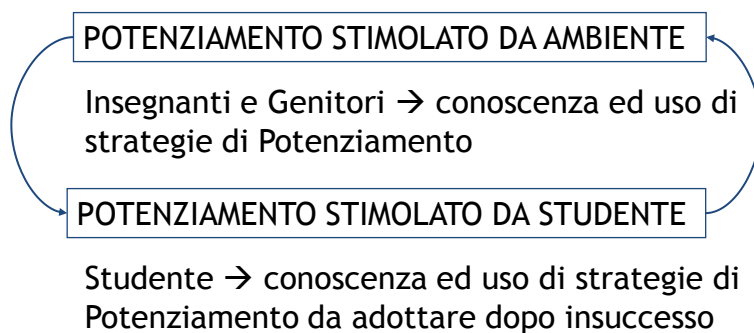 POTENZIAMENTO STIMOLATO DA AMBIENTE
Insegnanti e Genitori → conoscenza ed uso di
strategie di Potenziamento
POTENZIAMENTO STIMOLATO DA STUDENTE
Studente → conoscenza ed uso di strategie di
Potenziamento da adottare dopo insuccesso